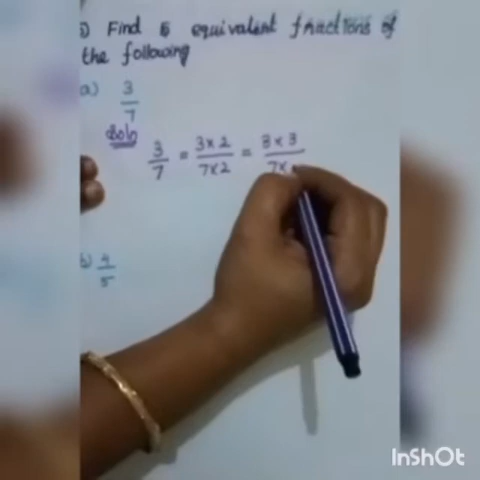 ) Find 5 equivalent fractions of
the following
a) 3/7
Soln
3/7 = 3×2/7×2 = 3×3/7×
b) 4/5
InShOt